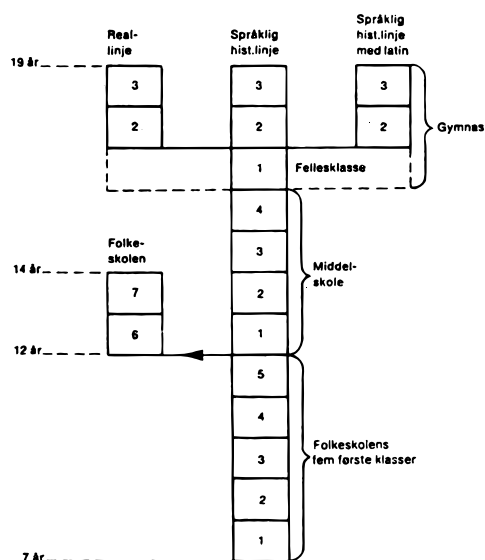 Real-
linje
Språklig
hist.linje
Språklig
hist.linje
med latin
19 år
3
3
3
2
2
2
Gymnas
1
Fellesklasse
4
Folke-
skolen
3
14 år
Middel-
skole
7
2
6
1
12 år
5
4
Folkeskolens
fem første klasser
3
2
1
7 år